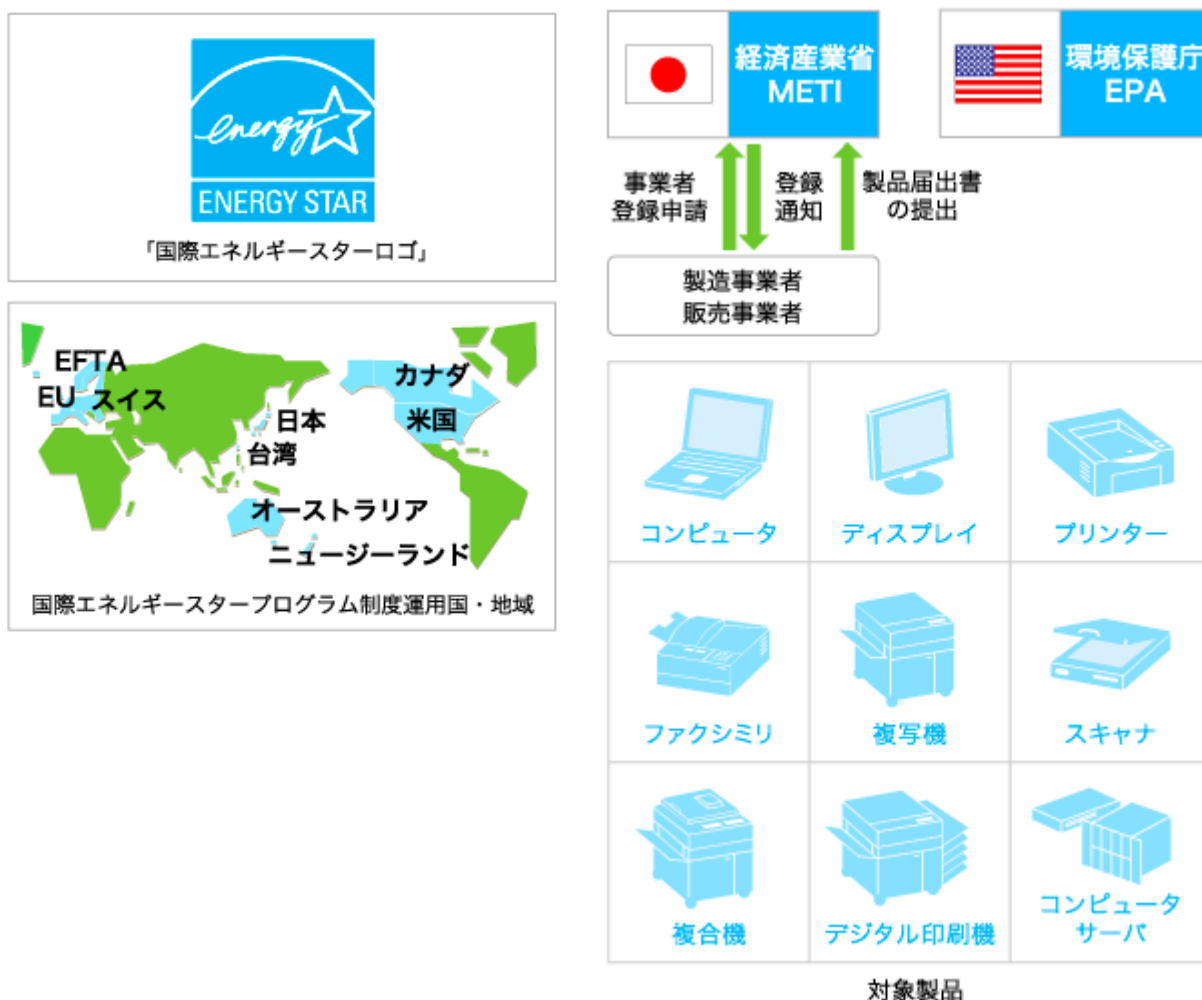 energy
ENERGY STAR
「国際エネルギースターロゴ」
EFTA
EU スイス
日本
台湾
カナダ
米国
オーストラリア
ニュージーランド
国際エネルギースタープログラム制度運用国・地域
経済産業省
METI
環境保護庁
EPA
事業者
登録申請
登録
通知
製品届出書
の提出
製造事業者
販売事業者
コンピュータ
ディスプレイ
プリンター
ファクシミリ
複写機
スキャナ
複合機
デジタル印刷機
コンピュータ
サーバ
対象製品